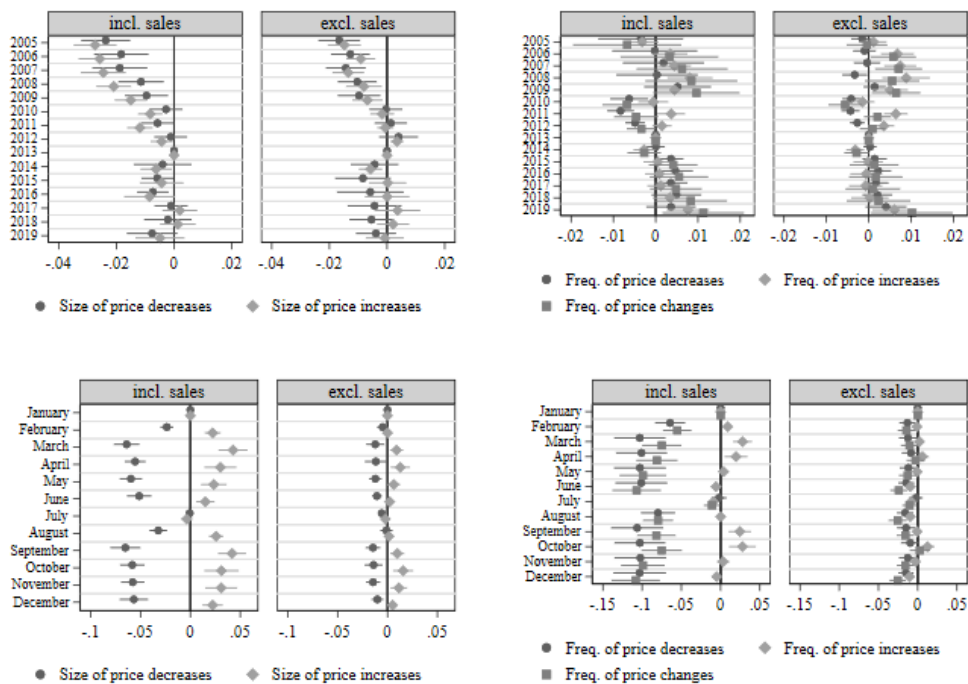 incl. sales excl. sales
2005
2006
2007
2008
2009
2010
2011
2012
2013
2014
2015
2016
2017
2018
2019
-.04 -.02 0 .02 -.04 -.02 0 .02
Size of price decreases Size of price increases
incl. sales excl. sales
2005
2006
2007
2008
2009
2010
2011
2012
2013
2014
2015
2016
2017
2018
2019
-.02 -.01 0 .01 .02 -.02 -.01 0 .01 .02
Freq. of price decreases Freq. of price increases
Freq. of price changes
incl. sales excl. sales
January
February
March
April
May
June
July
August
September
October
November
December
-.1 -.05 0 .05 -.1 -.05 0 .05
Size of price decreases Size of price increases
incl. sales excl. sales
January
February
March
April
May
June
July
August
September
October
November
December
-.15 -.1 -.05 0 .05 -.15 -.1 -.05 0 .05
Freq. of price decreases Freq. of price increases
Freq. of price changes